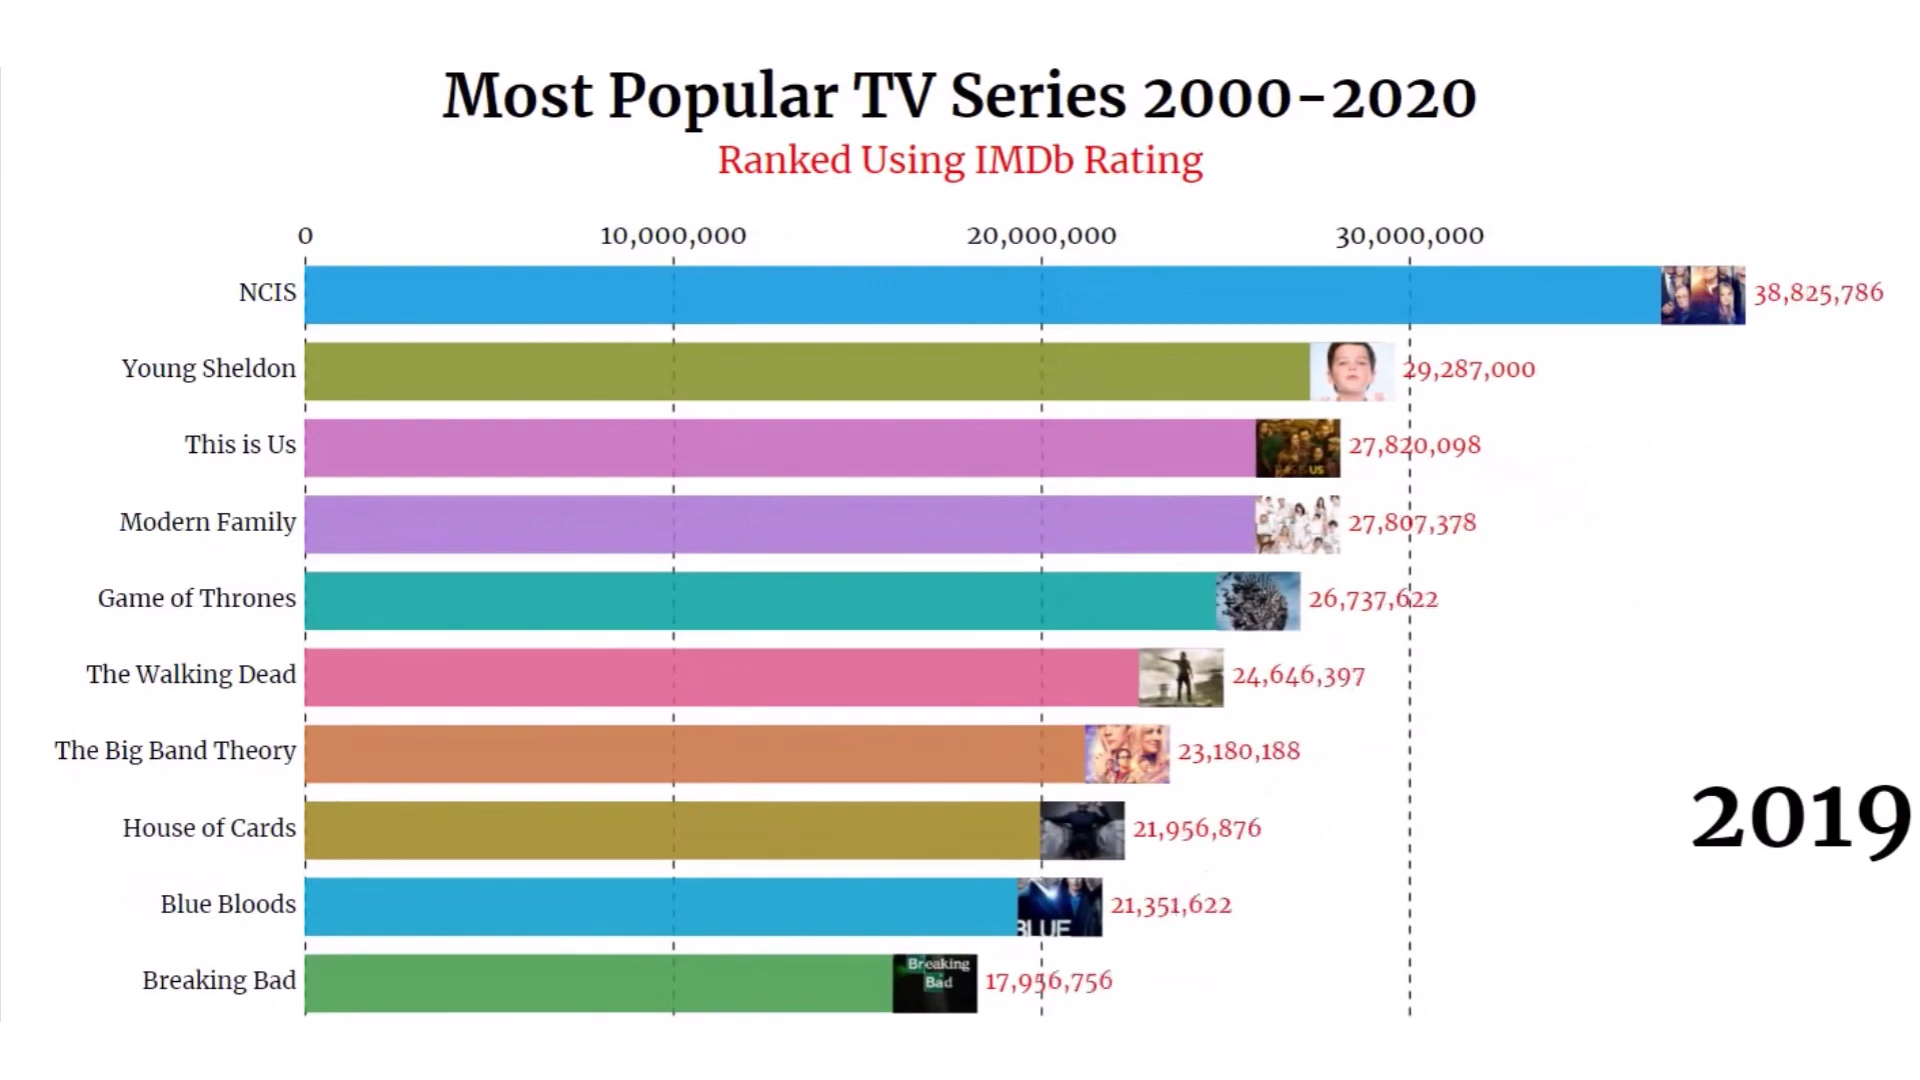 Most Popular TV Series 2000-2020
Ranked Using IMDb Rating
0 10,000,000 20,000,000 30,000,000
NCIS 38,825,786
Young Sheldon 29,287,000
This is Us 27,820,098
US
Modern Family 27,807,378
Game of Thrones 26,737,622
The Walking Dead 24,646,397
The Big Band Theory 23,180,188
2019
House of Cards 21,956,876
Blue Bloods 21,351,622
BLUE
Breaking Bad 17,956,756
Breaking
Bad